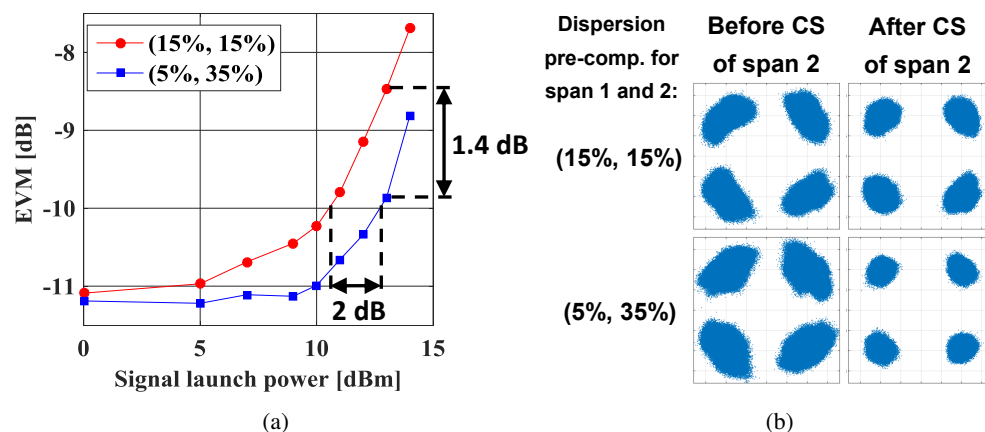 -7
-8
-9
-10
-11
EVM [dB]
(15%, 15%)
(5%, 35%)
1.4 dB
2 dB
0
5
10
15
Signal launch power [dBm]
(a)
Dispersion
pre-comp. for
span 1 and 2:
Before CS
of span 2
After CS
of span 2
(15%, 15%)
(5%, 35%)
(b)